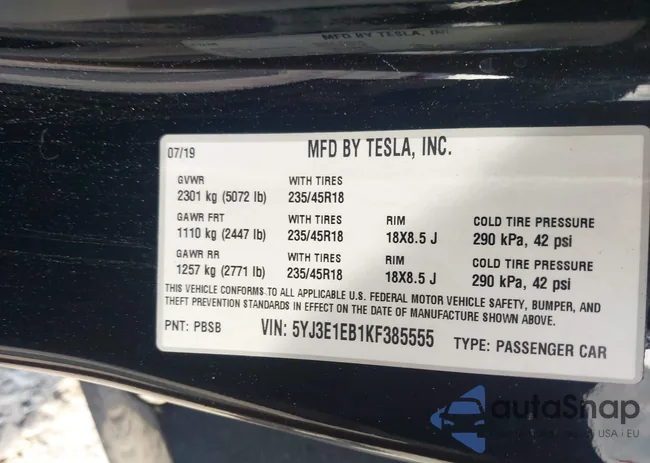 MFD BY TESLA, INC.
07/19 MFD BY TESLA, INC.
GVWR WITH TIRES
2301 kg (5072 lb) 235/45R18
GAWR FRT WITH TIRES RIM COLD TIRE PRESSURE
1110 kg (2447 lb) 235/45R18 18X8.5 J 290 kPa, 42 psi
GAWR RR WITH TIRES RIM COLD TIRE PRESSURE
1257 kg (2771 lb) 235/45R18 18X8.5 J 290 kPa, 42 psi
THIS VEHICLE CONFORMS TO ALL APPLICABLE U.S. FEDERAL MOTOR VEHICLE SAFETY, BUMPER, AND
THEFT PREVENTION STANDARDS IN EFFECT ON THE DATE OF MANUFACTURE SHOWN ABOVE.
PNT: PBSB VIN: 5YJ3E1EB1KF385555 TYPE: PASSENGER CAR
autoShap
USA i EU